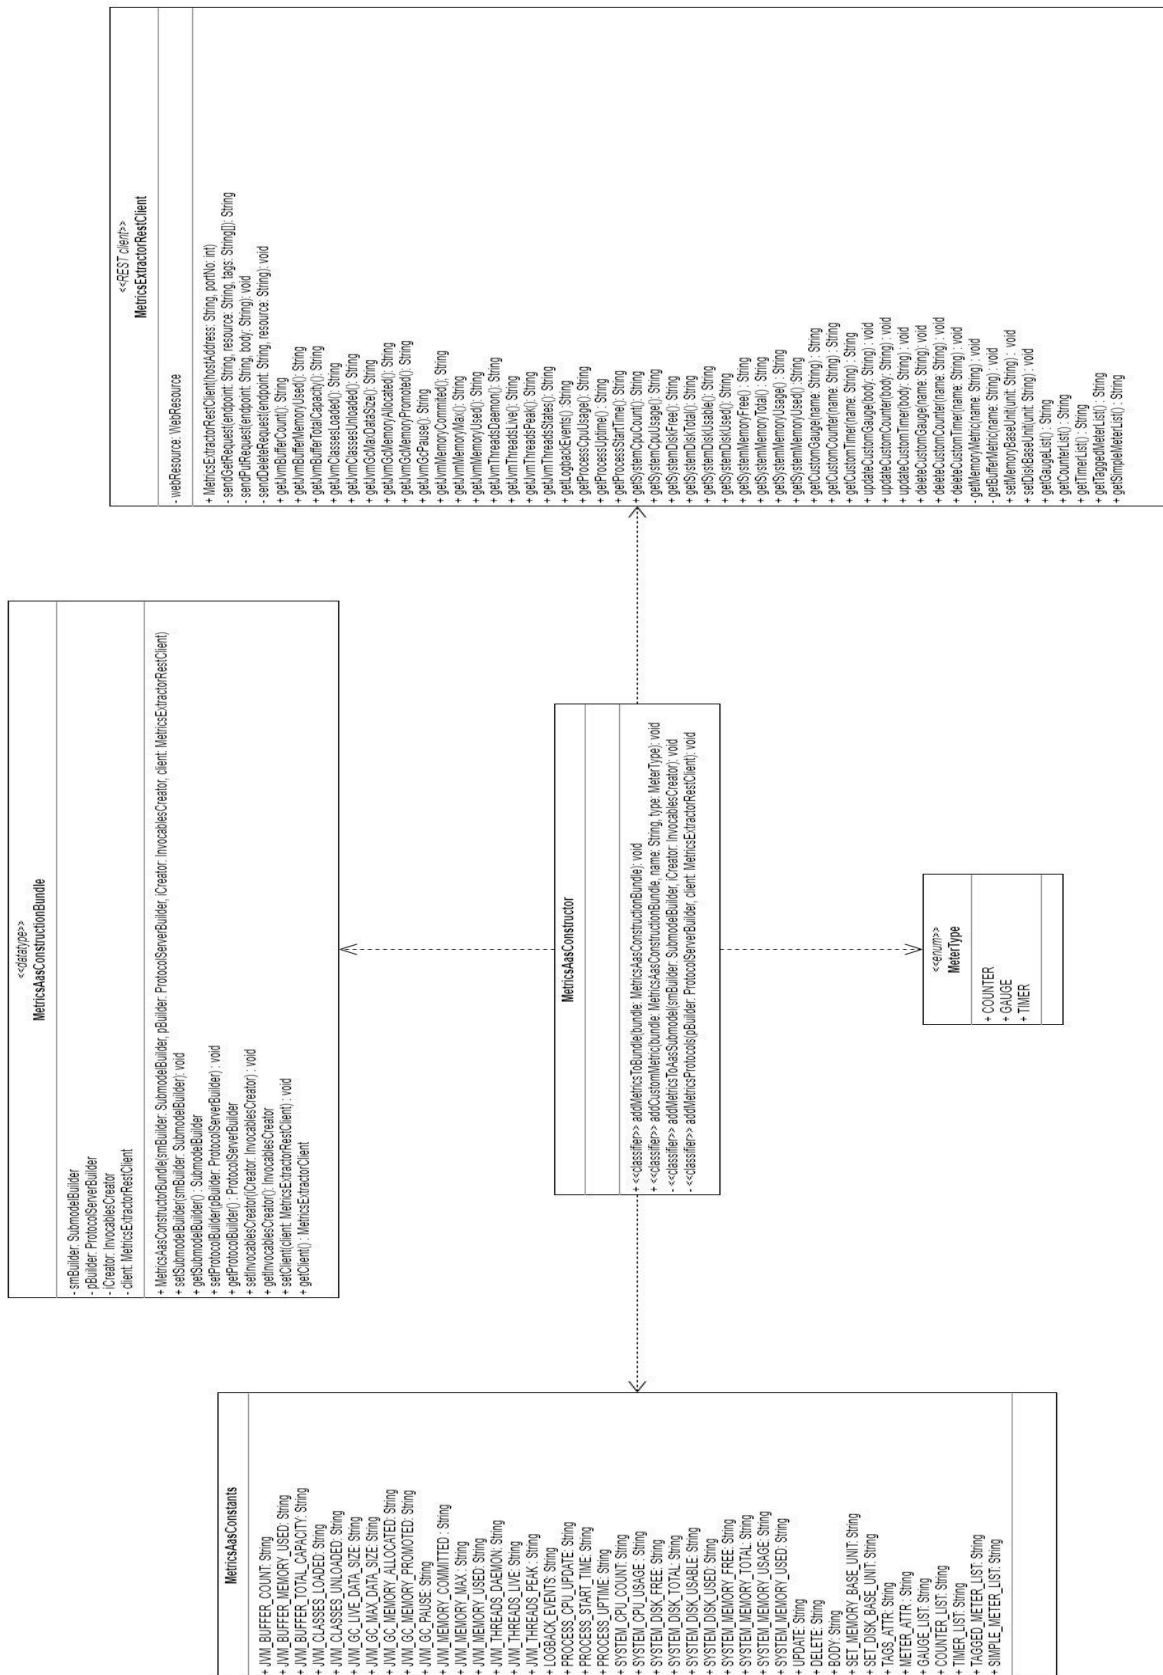 <<datatype>>
MetricsAasConstructionBundle
- smBuilder: SubmodelBuilder
- pBuilder: ProtocolServerBuilder
- iCreator: InvocablesCreator
- client: MetricsExtractorRestClient
+ MetricsAasConstructorBundle(smBuilder: SubmodelBuilder, pBuilder: ProtocolServerBuilder, iCreator: InvocablesCreator, client: MetricsExtractorRestClient)
+ setSubmodelBuilder(smBuilder: SubmodelBuilder): void
+ getSubmodelBuilder() : SubmodelBuilder
+ setProtocolBuilder(pBuilder: ProtocolServerBuilder) : void
+ getProtocolBuilder() : ProtocolServerBuilder
+ setInvocablesCreator(iCreator: InvocablesCreator) : void
+ getInvocablesCreator(): InvocablesCreator
+ setClient(client: MetricsExtractorRestClient) : void
+ getClient() : MetricsExtractorClient
MetricsAasConstants
+ JVM_BUFFER_COUNT: String
+ JVM_BUFFER_MEMORY_USED: String
+ JVM_BUFFER_TOTAL_CAPACITY: String
+ JVM_CLASSES_LOADED: String
+ JVM_CLASSES_UNLOADED: String
+ JVM_GC_LIVE_DATA_SIZE: String
+ JVM_GC_MAX_DATA_SIZE: String
+ JVM_GC_MEMORY_ALLOCATED: String
+ JVM_GC_MEMORY_PROMOTED: String
+ JVM_GC_PAUSE: String
+ JVM_MEMORY_COMMITTED : String
+ JVM_MEMORY_MAX: String
+ JVM_MEMORY_USED: String
+ JVM_THREADS_DAEMON: String
+ JVM_THREADS_LIVE: String
+ JVM_THREADS_PEAK : String
+ LOGBACK_EVENTS: String
+ PROCESS_CPU_UPDATE: String
+ PROCESS_START_TIME: String
+ PROCESS_UPTIME: String
+ SYSTEM_CPU_COUNT: String
+ SYSTEM_CPU_USAGE : String
+ SYSTEM_DISK_FREE: String
+ SYSTEM_DISK_TOTAL: String
+ SYSTEM_DISK_USABLE: String
+ SYSTEM_DISK_USED: String
+ SYSTEM_MEMORY_FREE: String
+ SYSTEM_MEMORY_TOTAL: String
+ SYSTEM_MEMORY_USAGE: String
+ SYSTEM_MEMORY_USED: String
+ UPDATE: String
+ DELETE: String
+ BODY: String
+ SET_MEMORY_BASE_UNIT: String
+ SET_DISK_BASE_UNIT: String
+ TAGS_ATTR: String
+ METER_ATTR: String
+ GAUGE_LIST: String
+ COUNTER_LIST: String
+ TIMER_LIST: String
+ TAGGED_METER_LIST: String
+ SIMPLE_METER_LIST: String
MetricsAasConstructor
+ <<classifier>> addMetricsToBundle(bundle: MetricsAasConstructionBundle): void
+ <<classifier>> addCustomMetric(bundle: MetricsAasConstructionBundle, name: String, type: MeterType): void
- <<classifier>> addMetricsToAasSubmodel(smBuilder: SubmodelBuilder, iCreator: InvocablesCreator): void
- <<classifier>> addMetricsProtocols(pBuilder: ProtocolServerBuilder, client: MetricsExtractorRestClient): void
<<REST client>>
MetricsExtractorRestClient
- webResource: WebResource
+ MetricsExtractorRestClient(hostAddress: String, portNo: int)
- sendGetRequest(endpoint: String, resource: String, tags: String[]): String
- sendPutRequest(endpoint: String, body: String): void
- sendDeleteRequest(endpoint: String, resource: String): void
+ getJvmBufferCount(): String
+ getJvmBufferMemoryUsed(): String
+ getJvmBufferTotalCapacity(): String
+ getJvmClassesLoaded(): String
+ getJvmClassesUnloaded(): String
+ getJvmGcMaxDataSize(): String
+ getJvmGcMemoryAllocated(): String
+ getJvmGcMemoryPromoted(): String
+ getJvmGcPause(): String
+ getJvmMemoryCommited(): String
+ getJvmMemoryMax(): String
+ getJvmMemoryUsed(): String
+ getJvmThreadsDaemon(): String
+ getJvmThreadsLive(): String
+ getJvmThreadsPeak(): String
+ getJvmThreadsStates(): String
+ getLogbackEvents() : String
+ getProcessCpuUsage(): String
+ getProcessUptime() : String
+ getProcessStartTime(): String
+ getSystemCpuCount(): String
+ getSystemCpuUsage(): String
+ getSystemDiskFree(): String
+ getSystemDiskTotal(): String
+ getSystemDiskUsable(): String
+ getSystemDiskUsed(): String
+ getSystemMemoryFree(): String
+ getSystemMemoryTotal() : String
+ getSystemMemoryUsage() : String
+ getSystemMemoryUsed() :String
+ getCustomGauge(name: String) : String
+ getCustomCounter(name: String) : String
+ getCustomTimer(name: String) : String
+ updateCustomGauge(body: String) : void
+ updateCustomCounter(body: String) : void
+ updateCustomTimer(body: String) : void
+ deleteCustomGauge(name: String) void
+ deleteCustomCounter(name: String) : void
+ deleteCustomTimer(name: String) : void
- getMemoryMetric(name: String) : void
- getBufferMetric(name: String) : void
+ setMemoryBaseUnit(unit: String) : void
+ setDiskBaseUnit(unit: String) : void
+ getGaugeList() : String
+ getCounterList() : String
+ getTimerList() : String
+ getTaggedMeterList() : String
+ getSimpleMeterList() : String
<<enum>>
MeterType
+ COUNTER
+ GAUGE
+ TIMER